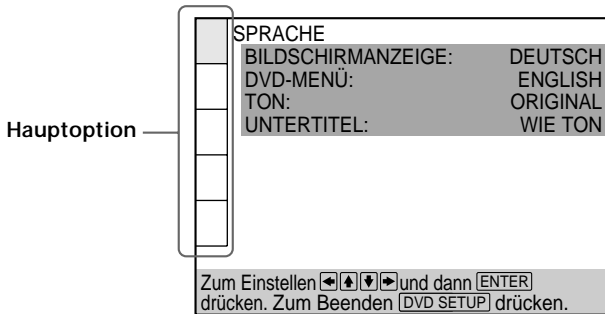 SPRACHE
BILDSCHIRMANZEIGE: DEUTSCH
DVD-MENÜ: ENGLISH
TON: ORIGINAL
UNTERTITEL: WIE TON
Hauptoption
Zum Einstellen ←↑↓→ und dann ENTER
drücken. Zum Beenden DVD SETUP drücken.